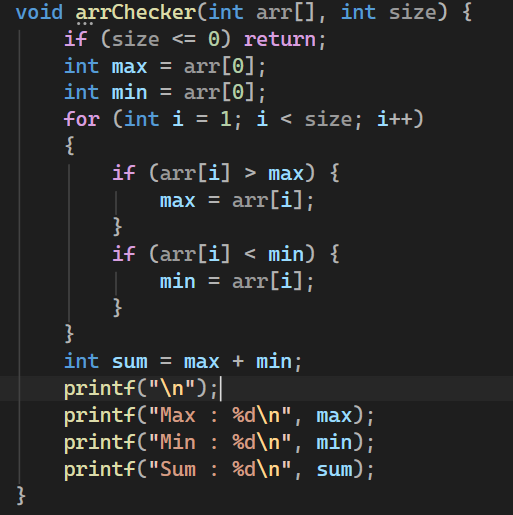 void arrChecker(int arr[], int size) {
    if (size <= 0) return;
    int max = arr[0];
    int min = arr[0];
    for (int i = 1; i < size; i++)
    {
        if (arr[i] > max) {
            max = arr[i];
        }
        if (arr[i] < min) {
            min = arr[i];
        }
    }
    int sum = max + min;
    printf("\n");
    printf("Max : %d\n", max);
    printf("Min : %d\n", min);
    printf("Sum : %d\n", sum);
}